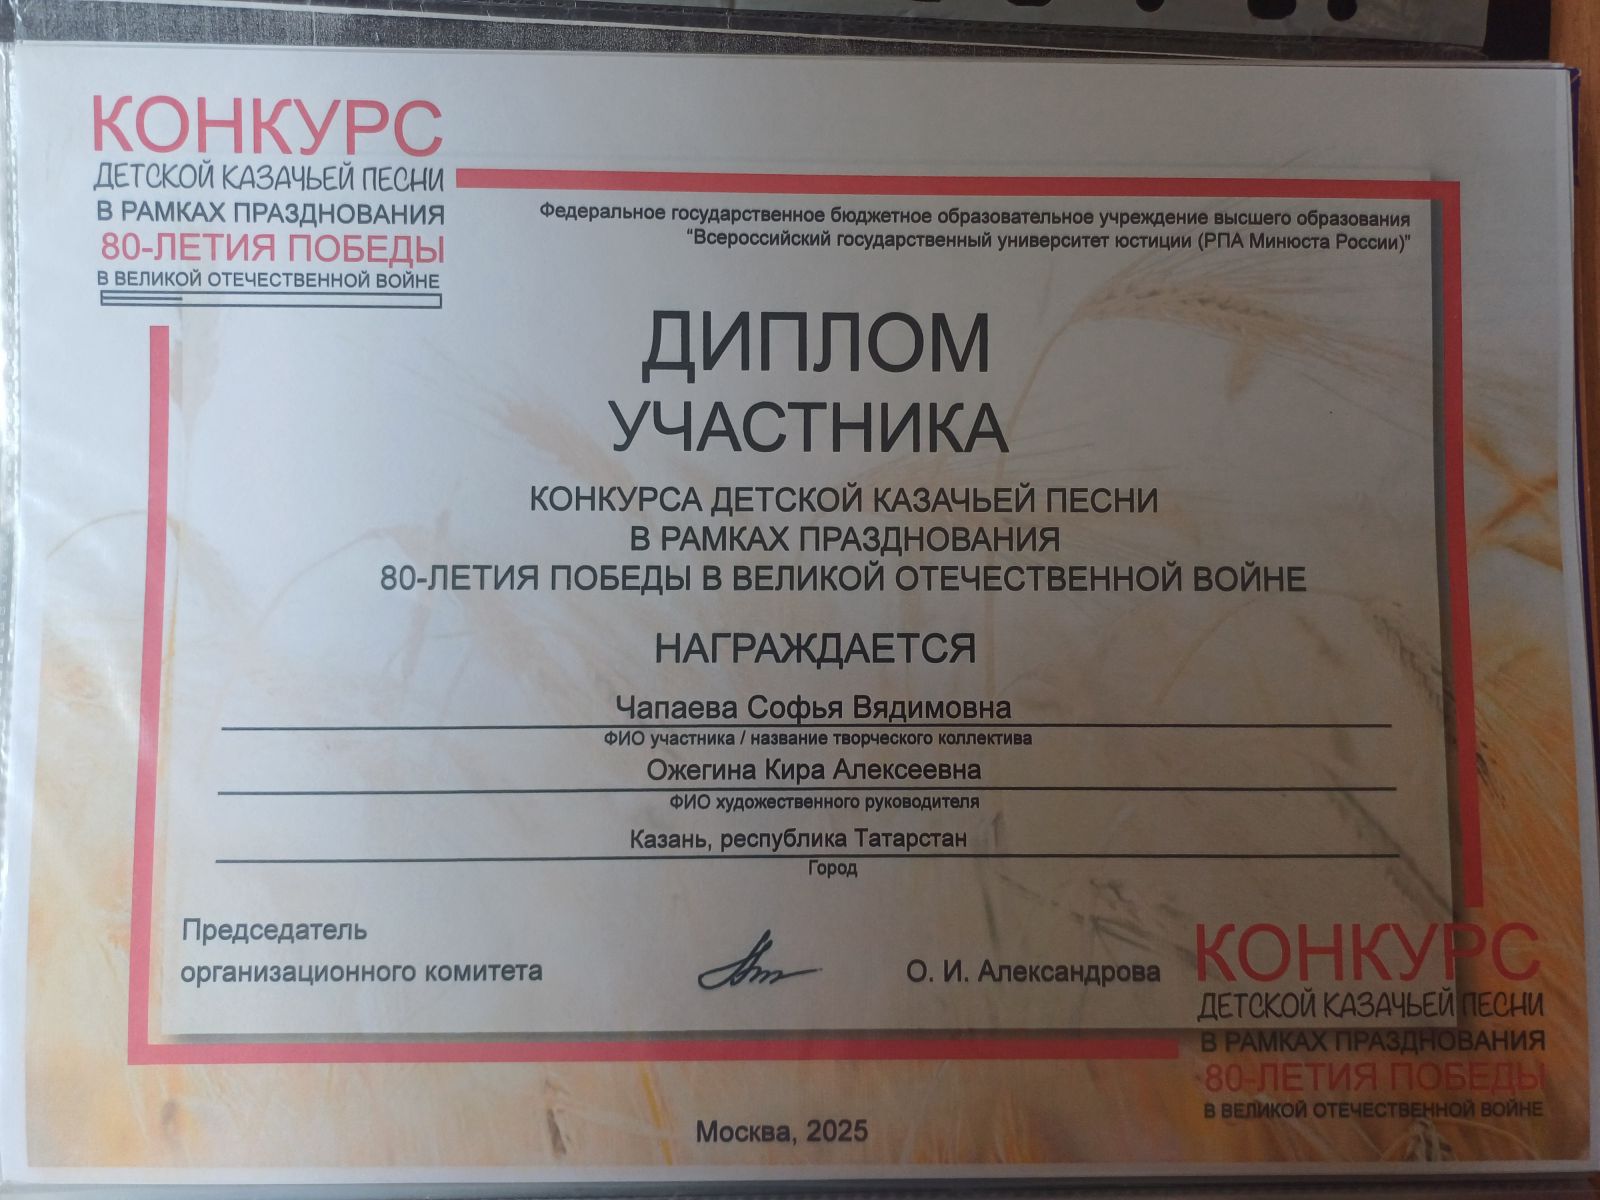 КОНКУРС
ДЕТСКОЙ КАЗАЧЬЕЙ ПЕСНИ
В РАМКАХ ПРАЗДНОВАНИЯ
80-ЛЕТИЯ ПОБЕДЫ
В ВЕЛИКОЙ ОТЕЧЕСТВЕННОЙ ВОЙНЕ
Федеральное государственное бюджетное образовательное учреждение высшего образования
“Всероссийский государственный университет юстиции (РПА Минюста России)”
ДИПЛОМ
УЧАСТНИКА
КОНКУРСА ДЕТСКОЙ КАЗАЧЬЕЙ ПЕСНИ
В РАМКАХ ПРАЗДНОВАНИЯ
80-ЛЕТИЯ ПОБЕДЫ В ВЕЛИКОЙ ОТЕЧЕСТВЕННОЙ ВОЙНЕ
НАГРАЖДАЕТСЯ
Чапаева Софья Вядимовна
ФИО участника / название творческого коллектива
Ожегина Кира Алексеевна
ФИО художественного руководителя
Казань, республика Татарстан
Город
Председатель
организационного комитета
О. И. Александрова
КОНКУРС
ДЕТСКОЙ КАЗАЧЬЕЙ ПЕСНИ
В РАМКАХ ПРАЗДНОВАНИЯ
80-ЛЕТИЯ ПОБЕДЫ
В ВЕЛИКОЙ ОТЕЧЕСТВЕННОЙ ВОЙНЕ
Москва, 2025